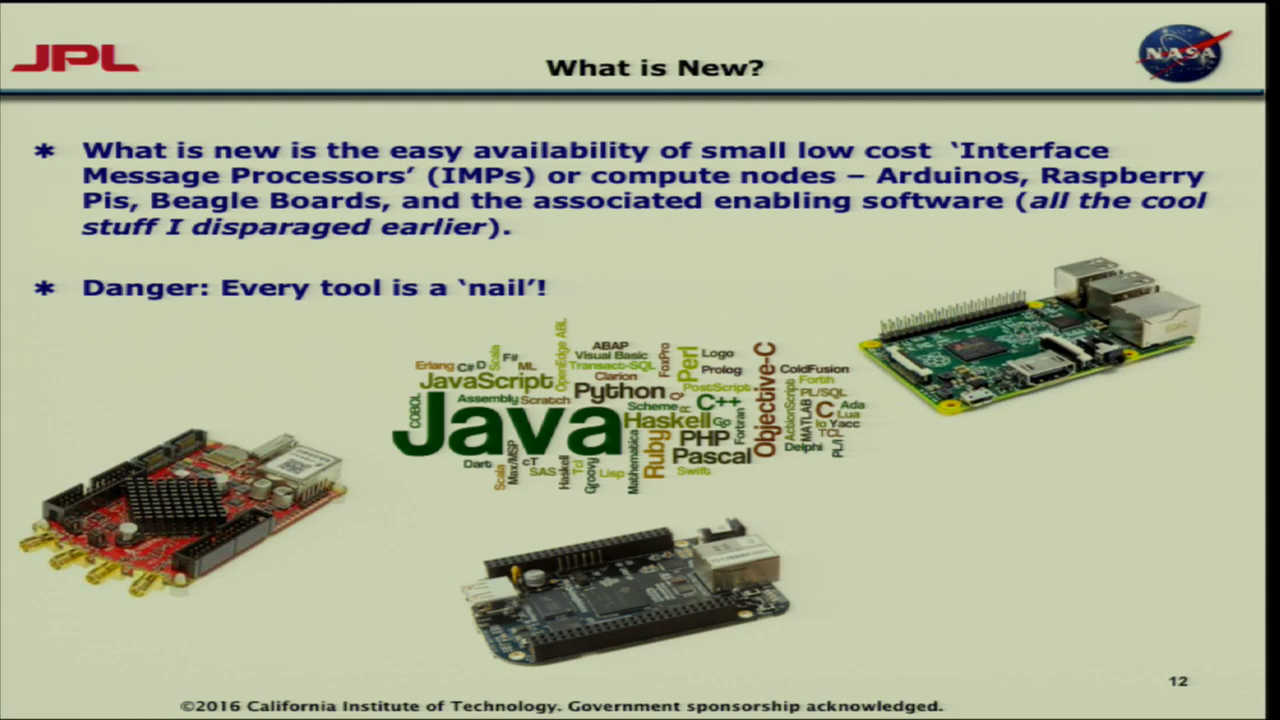 JPL
What is New?
NASA
* What is new is the easy availability of small low cost ‘Interface
Message Processors’ (IMPs) or compute nodes – Arduinos, Raspberry
Pis, Beagle Boards, and the associated enabling software (all the cool
stuff I disparaged earlier).
* Danger: Every tool is a ‘nail’!
Erlang
C#
D
Scala
F#
ML
OpenEdge ABL
ABAP
Visual Basic
Transact-SQL
Clarion
FoxPro
Perl
Logo
Prolog
PostScript
Objective-C
ColdFusion
Forth
PL/SQL
ActionScript
MATLAB
C
Ada
Lua
Io
Yacc
TCL
Delphi
PL/I
COBOL
JavaScript
Assembly
Scratch
Python
Q
Scheme
R
C++
Java
Haskell
Go
Fortran
Ruby
PHP
Pascal
Mathematica
Swift
Dart
Scala
Max/MSP
cT
SAS
Haskell
Tcl
Groovy
Lisp
12
©2016 California Institute of Technology. Government sponsorship acknowledged.